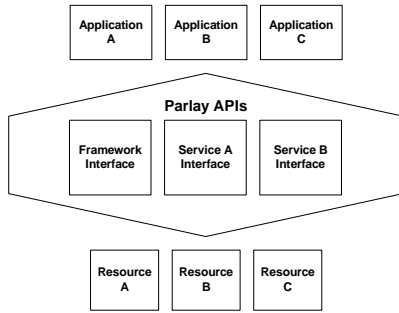 Application Application Application
A B C
Parlay APIs
Framework Service A Service B
Interface Interface Interface
Resource Resource Resource
A B C